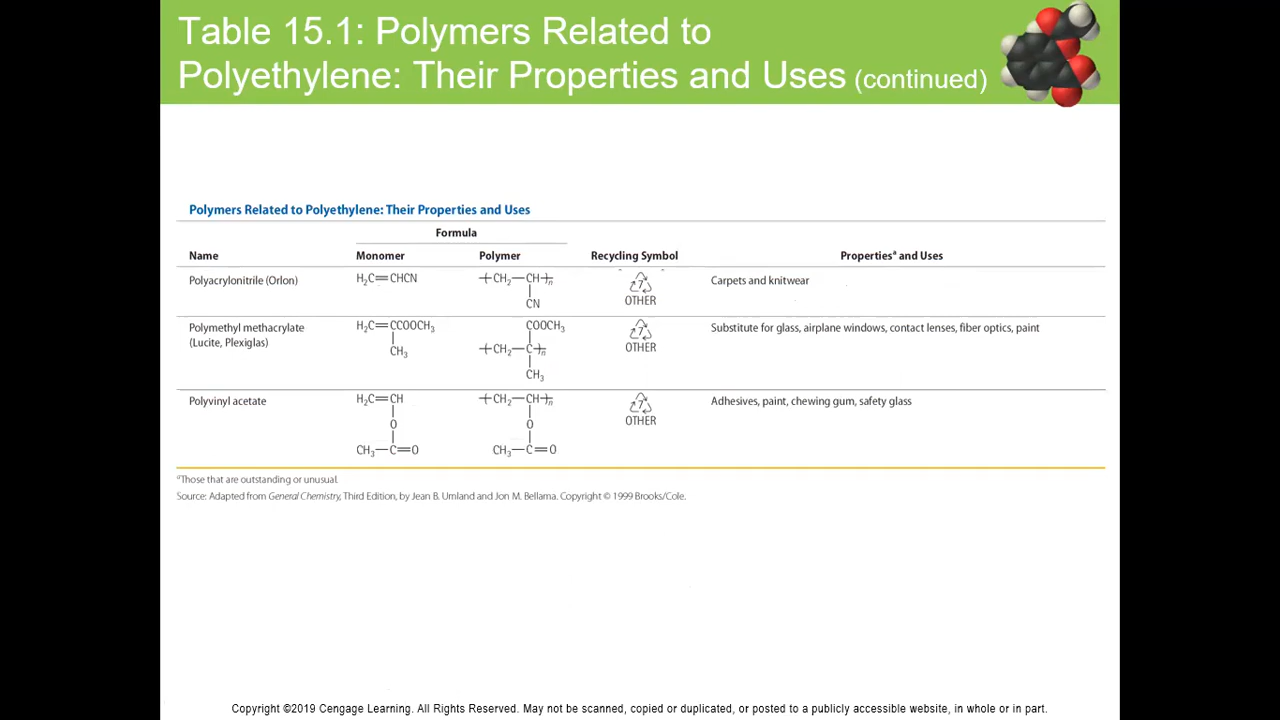 Table 15.1: Polymers Related to
Polyethylene: Their Properties and Uses (continued)
Polymers Related to Polyethylene: Their Properties and Uses
Formula
Name Monomer Polymer Recycling Symbol Propertiesᵃ and Uses
Polyacrylonitrile (Orlon) H₂C=CHCN CH₂—CH n 7 Carpets and knitwear
CN OTHER
Polymethyl methacrylate H₂C=CCOOCH₃ COOCH₃ 7 Substitute for glass, airplane windows, contact lenses, fiber optics, paint
(Lucite, Plexiglas) CH₃ CH₂—C n OTHER
CH₃
Polyvinyl acetate H₂C=CH CH₂—CH n 7 Adhesives, paint, chewing gum, safety glass
O O OTHER
CH₃—C=O CH₃—C=O
ᵃThose that are outstanding or unusual.
Source: Adapted from General Chemistry, Third Edition, by Jean B. Umland and Jon M. Bellama. Copyright © 1999 Brooks/Cole.
Copyright ©2019 Cengage Learning. All Rights Reserved. May not be scanned, copied or duplicated, or posted to a publicly accessible website, in whole or in part.